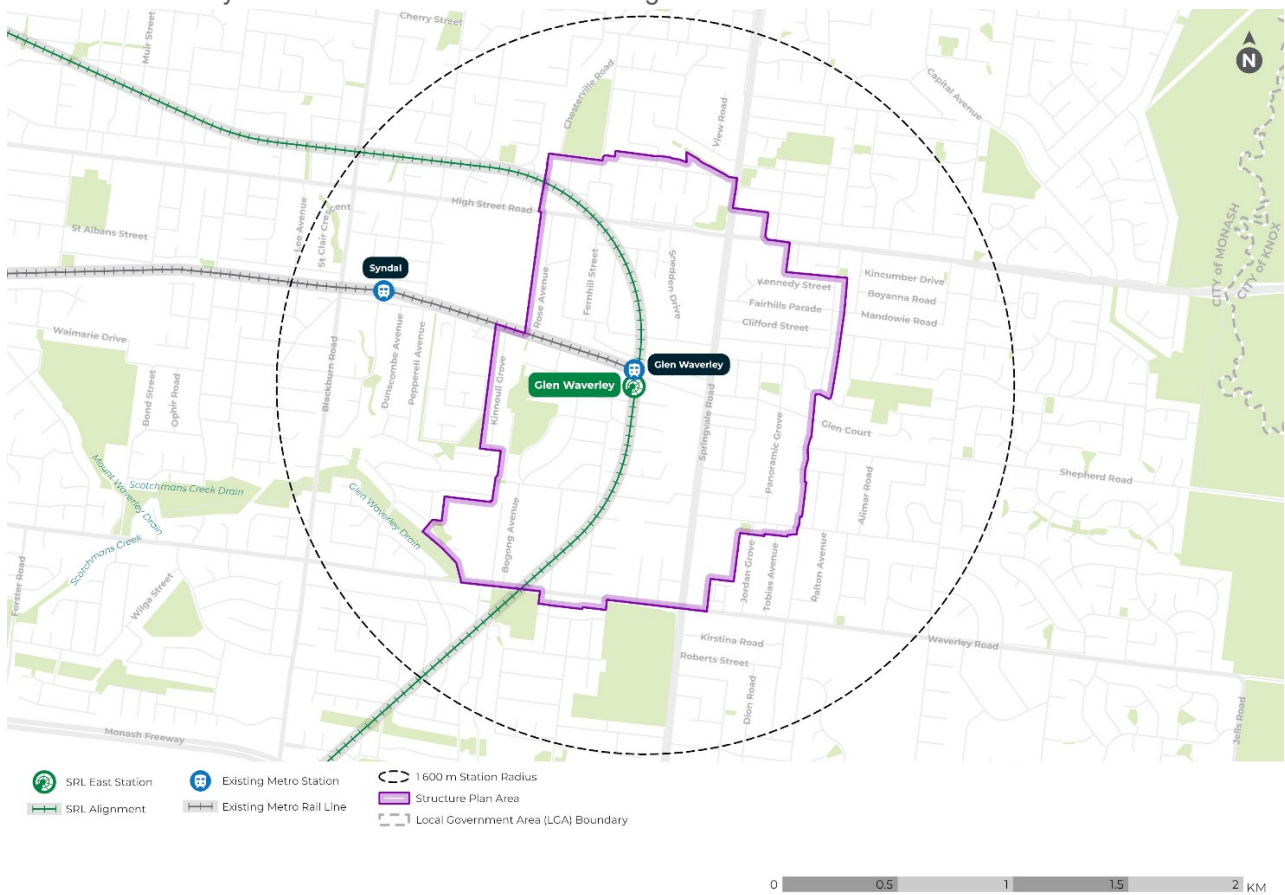 Cherry Street
Muir Street
Chesterville Road
View Road
Capital Avenue
N
High Street Road
Lee Avenue
St Clair Crescent
St Albans Street
CITY of MONASH
CITY of KNOX
Syndal
Rose Avenue
Fernhill Street
Snedden Drive
Kennedy Street
Kincumber Drive
Fairhills Parade
Boyanna Road
Clifford Street
Mandowie Road
Waimarie Drive
Bond Street
Ophir Road
Blackburn Road
Dunscombe Avenue
Pepperell Avenue
Kinnoull Grove
Glen Waverley
Glen Waverley
Springvale Road
Panoramic Grove
Glen Court
Alimar Road
Shepherd Road
Mount Waverley Drain
Scotchmans Creek Drain
Glen Waverley Drain
Scotchmans Creek
Bogong Avenue
Forster Road
Wilga Street
Jordan Grove
Tobias Avenue
Ralton Avenue
Kirstina Road
Roberts Street
Waverley Road
Dion Road
Jells Road
Monash Freeway
SRL East Station
Existing Metro Station
1 600 m Station Radius
SRL Alignment
Existing Metro Rail Line
Structure Plan Area
Local Government Area (LGA) Boundary
0 0.5 1 1.5 2 KM